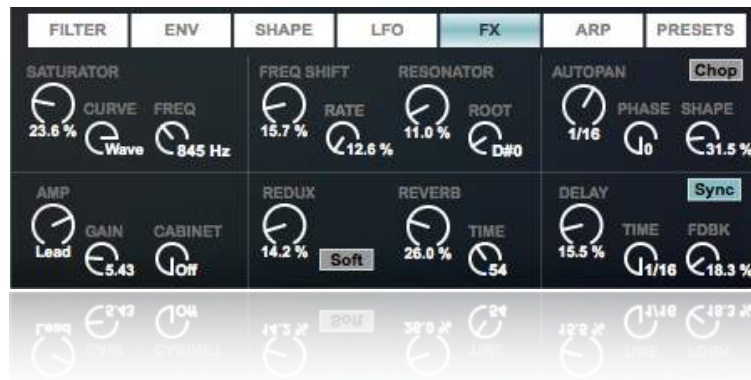 FILTER ENV SHAPE LFO FX ARP PRESETS
SATURATOR FREQ SHIFT RESONATOR AUTOPAN Chop
CURVE FREQ RATE ROOT PHASE SHAPE
23.6 % Wave 845 Hz 15.7 % 12.6 % 11.0 % D#0 1/16 0 31.5 %
AMP REDUX REVERB DELAY Sync
GAIN CABINET TIME TIME FDBK
Lead 5.43 Off 14.2 % Soft 26.0 % 54 15.5 % 1/16 18.3 %